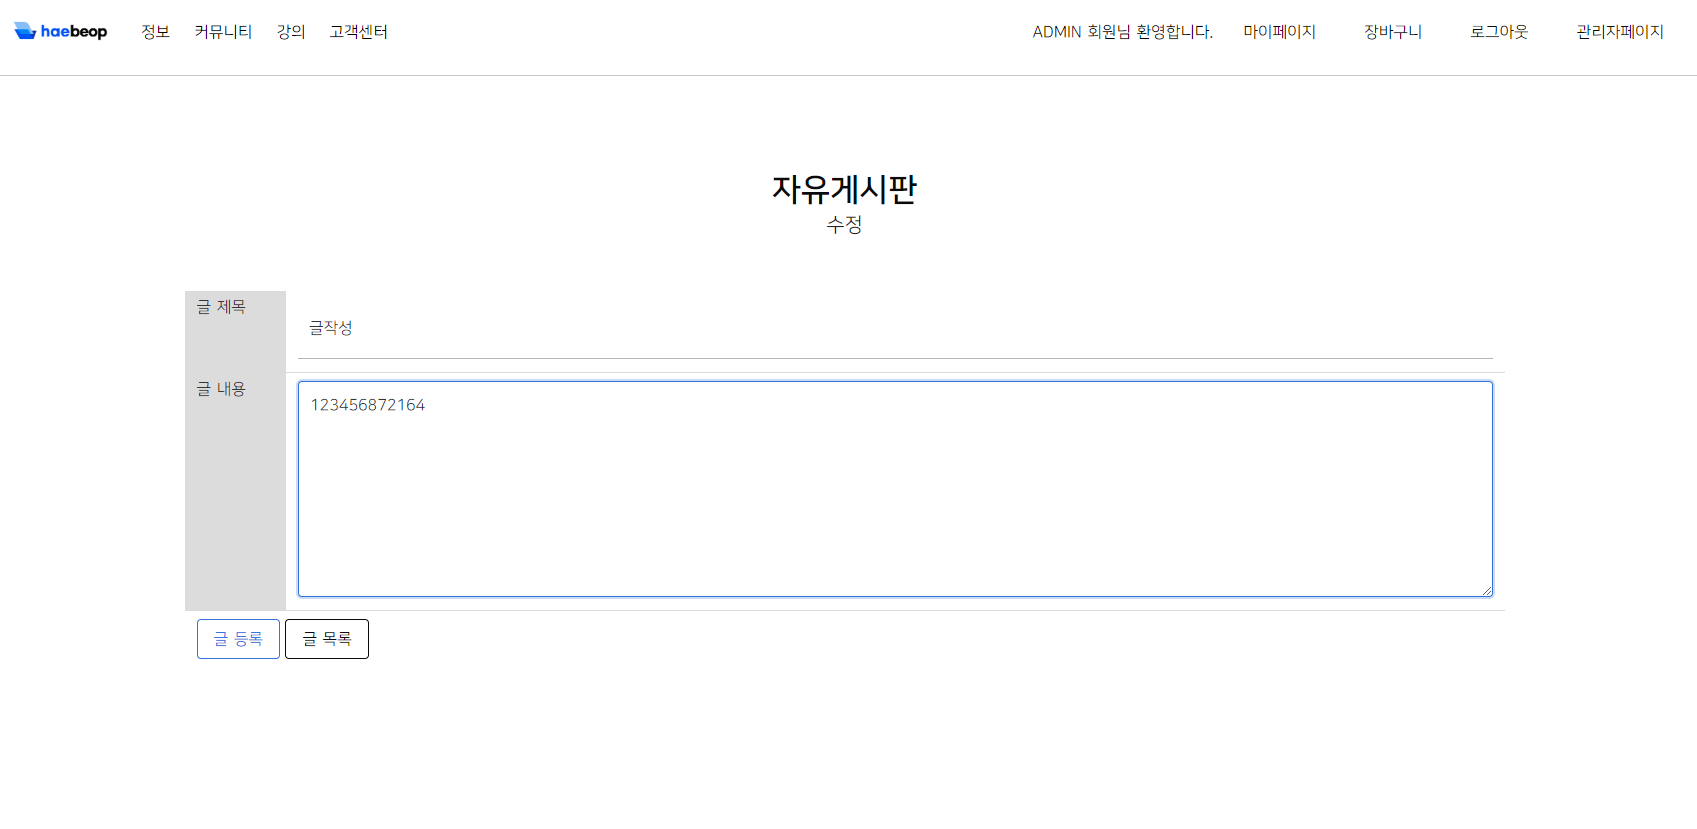 haebeop 정보 커뮤니티 강의 고객센터 ADMIN 회원님 환영합니다. 마이페이지 장바구니 로그아웃 관리자페이지
자유게시판
수정
글 제목
글작성
글 내용
123456872164
글 등록 글 목록